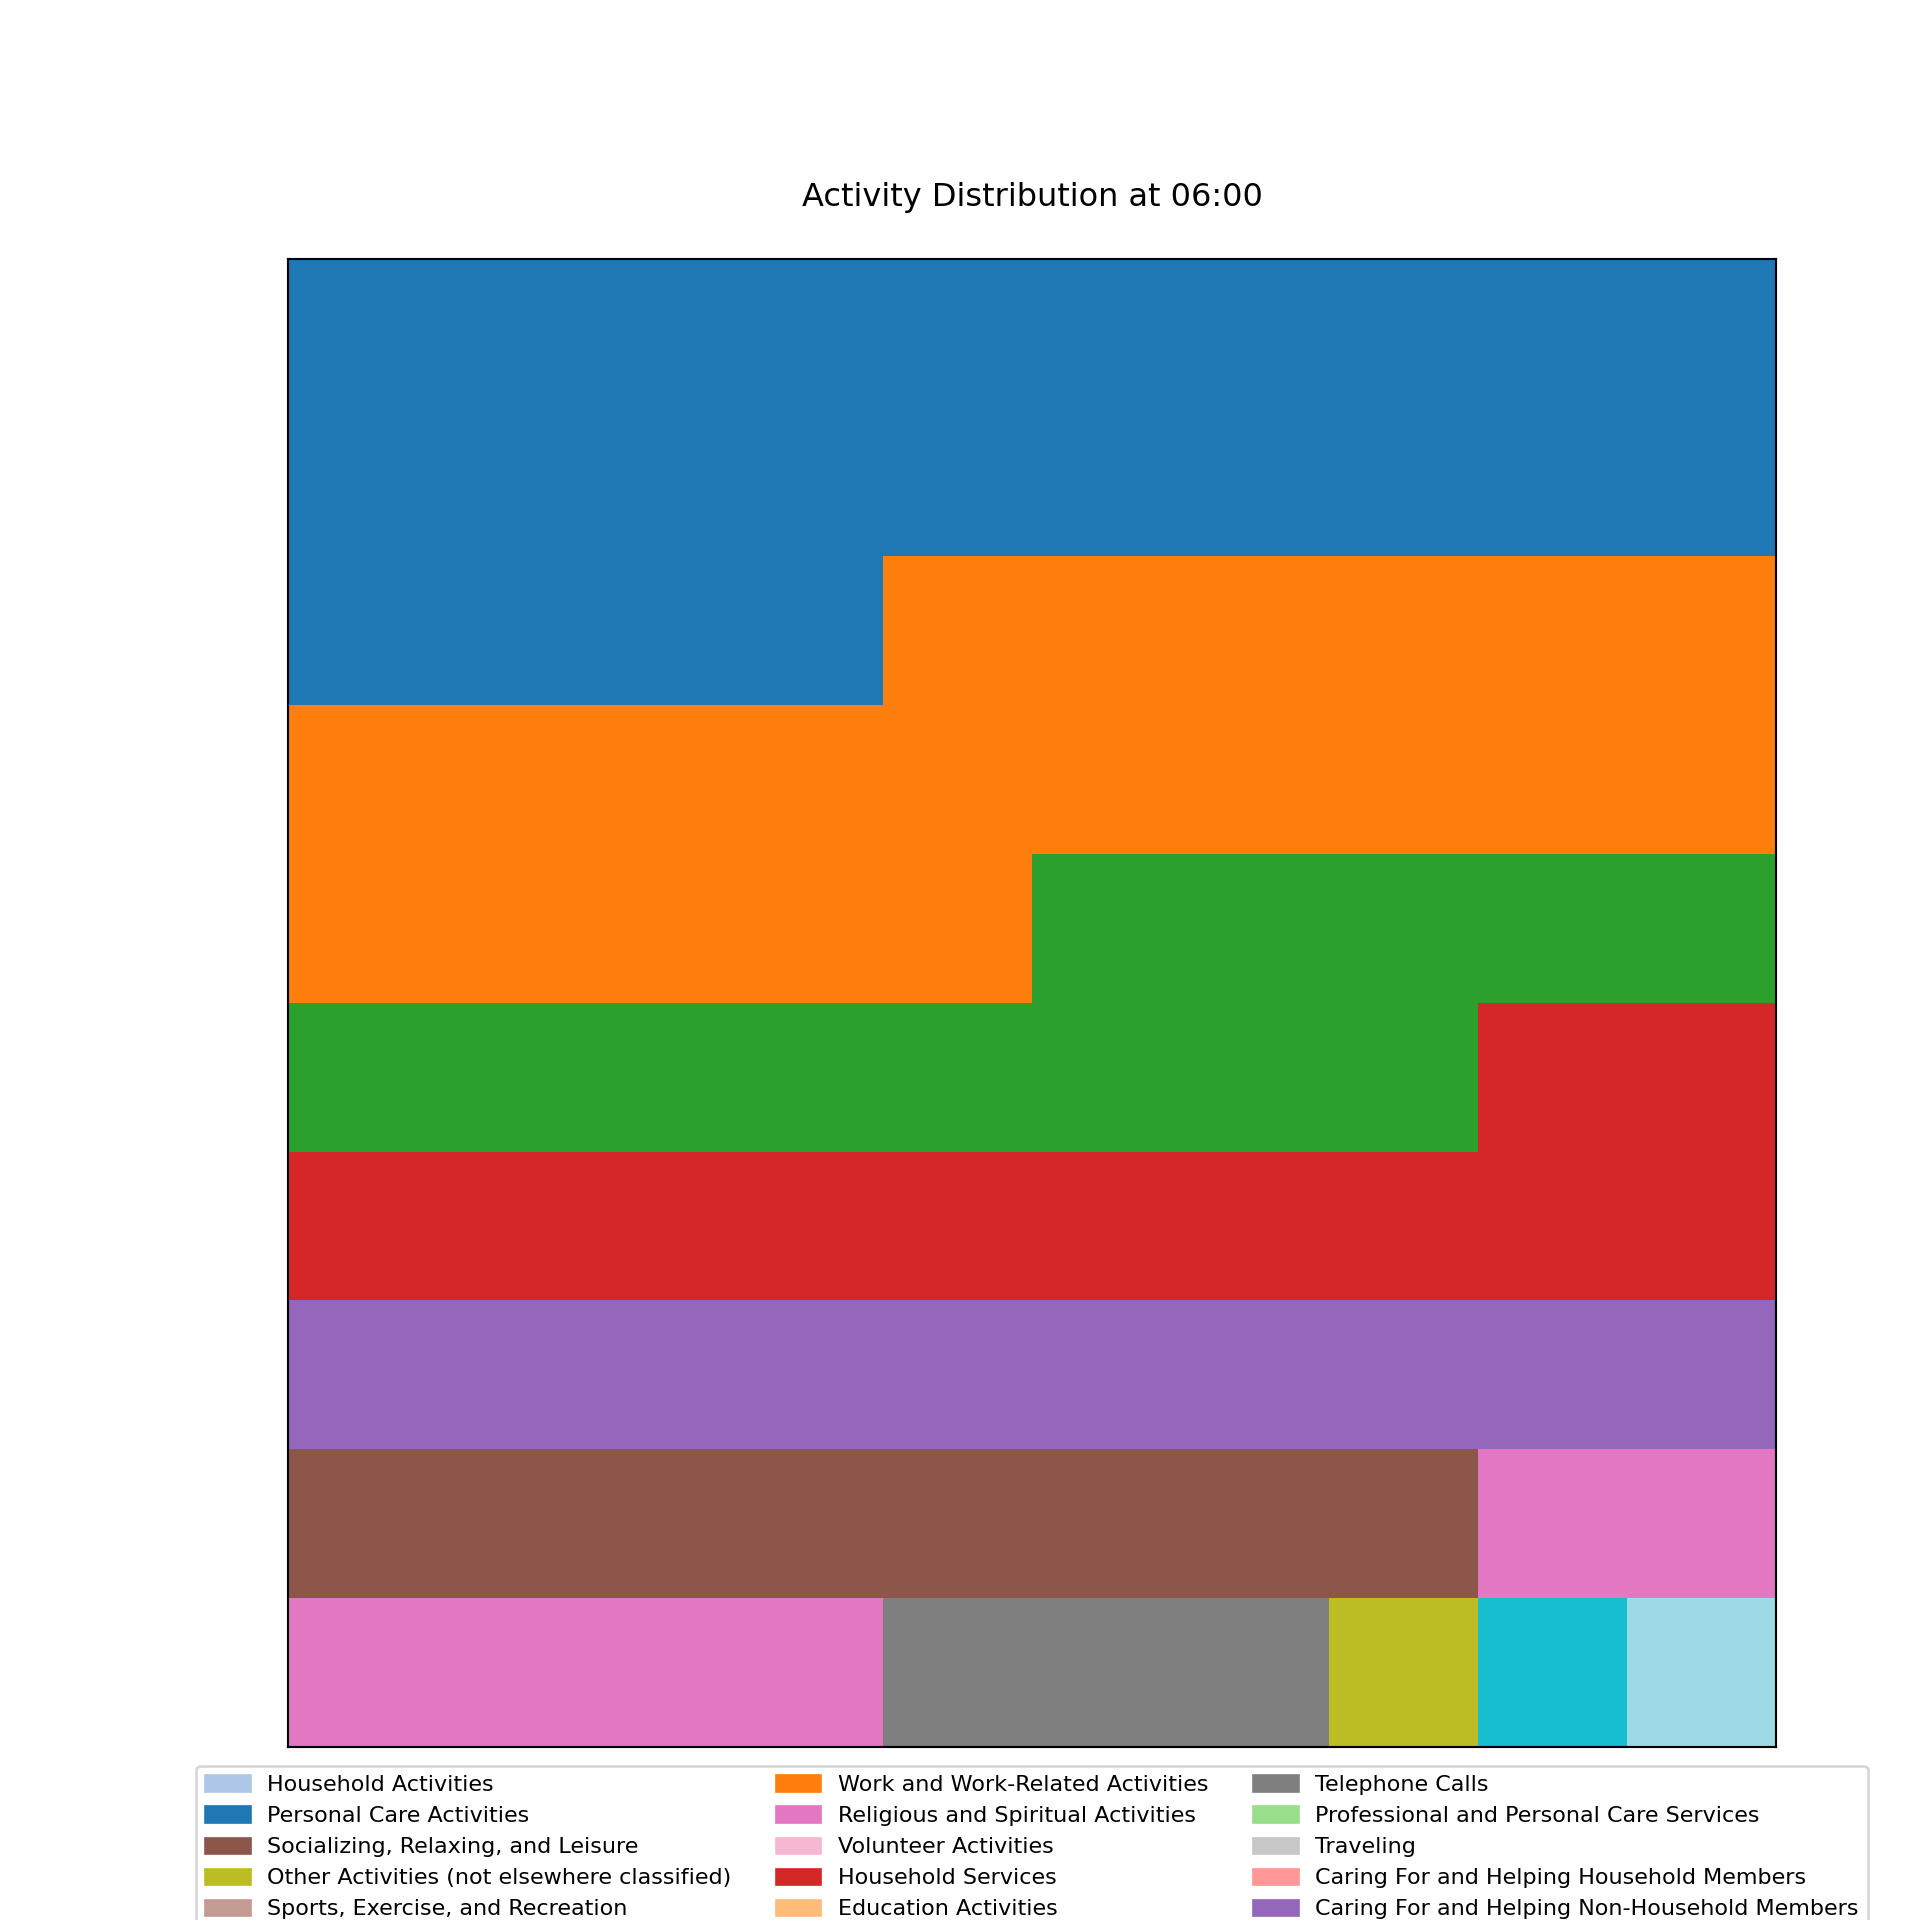 Activity Distribution at 06:00
Household Activities
Personal Care Activities
Socializing, Relaxing, and Leisure
Other Activities (not elsewhere classified)
Sports, Exercise, and Recreation
Work and Work-Related Activities
Religious and Spiritual Activities
Volunteer Activities
Household Services
Education Activities
Telephone Calls
Professional and Personal Care Services
Traveling
Caring For and Helping Household Members
Caring For and Helping Non-Household Members